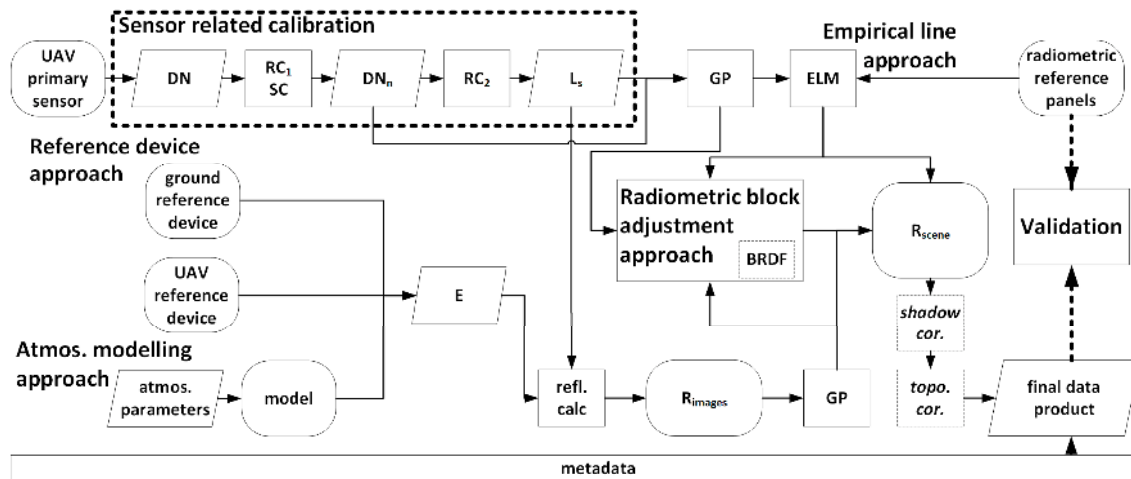 Sensor related calibration
UAV
primary
sensor
DN
RC₁
SC
DNₙ
RC₂
Lₛ
GP
ELM
Empirical line
approach
radiometric
reference
panels
Reference device
approach
ground
reference
device
UAV
reference
device
Atmos. modelling
approach
atmos.
parameters
model
E
refl.
calc
R images
GP
Radiometric block
adjustment
approach
BRDF
R scene
shadow
cor.
topo.
cor.
Validation
final data
product
metadata